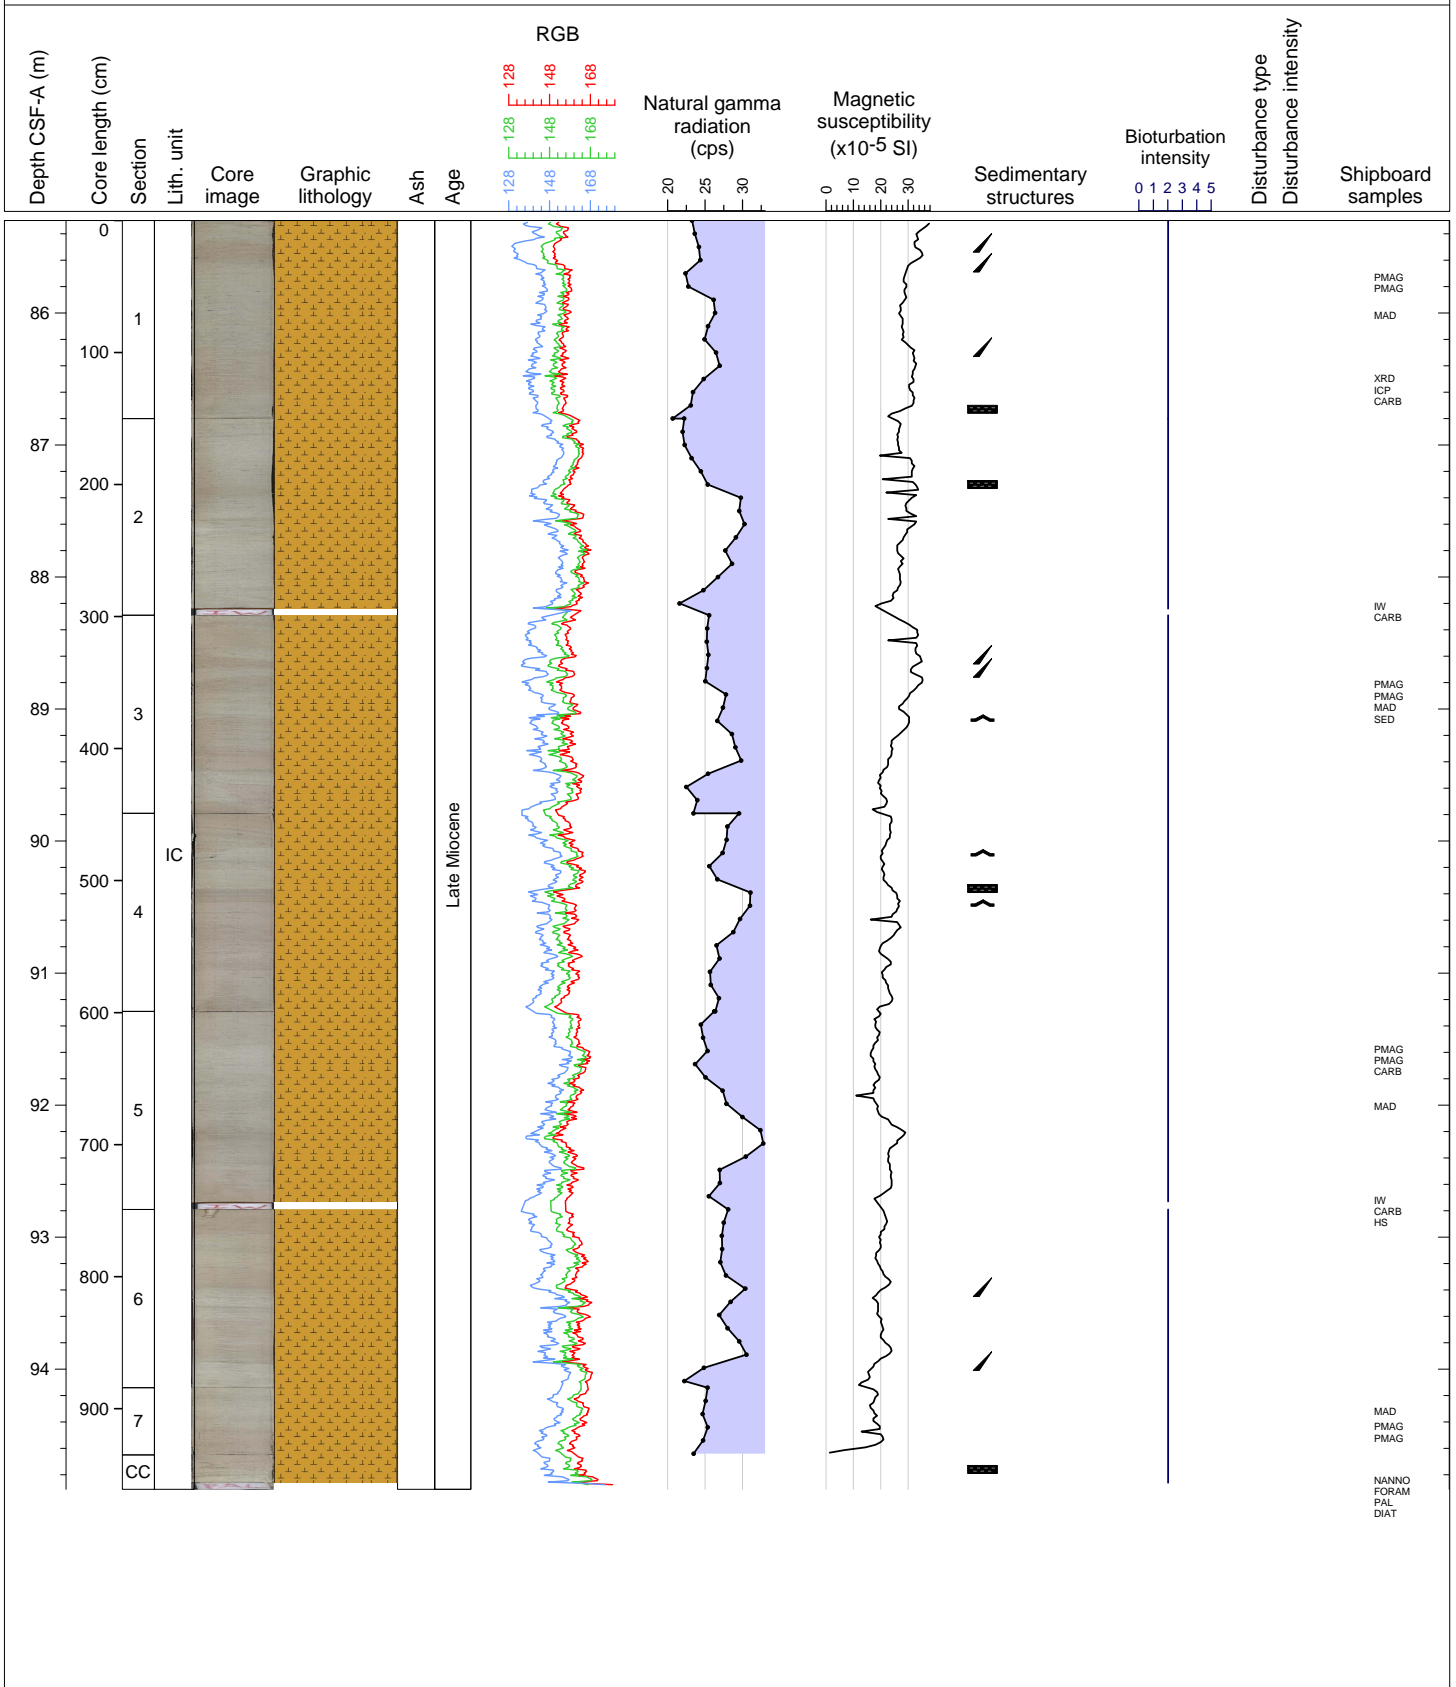 RGB
128 148 168
128 148 168
128 148 168
Depth CSF-A (m)
Core length (cm)
Section
Lith. unit
Core
image
Graphic
lithology
Ash
Age
Natural gamma
radiation
(cps)
20 25 30
Magnetic
susceptibility
(x10-5 SI)
0 10 20 30
Sedimentary
structures
Bioturbation
intensity
0 1 2 3 4 5
Disturbance type
Disturbance intensity
Shipboard
samples
86
87
88
89
90
91
92
93
94
0
100
200
300
400
500
600
700
800
900
1
2
3
4
5
6
7
CC
IC
Late Miocene
PMAG
PMAG
MAD
XRD
ICP
CARB
IW
CARB
PMAG
PMAG
MAD
SED
PMAG
PMAG
CARB
MAD
IW
CARB
HS
MAD
PMAG
PMAG
NANNO
FORAM
PAL
DIAT